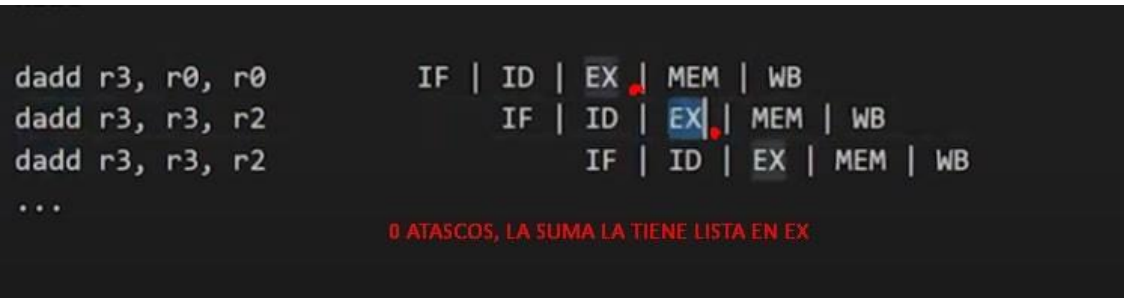 dadd r3, r0, r0 IF | ID | EX | MEM | WB
dadd r3, r3, r2 IF | ID | EX | MEM | WB
dadd r3, r3, r2 IF | ID | EX | MEM | WB
...
0 ATASCOS, LA SUMA LA TIENE LISTA EN EX